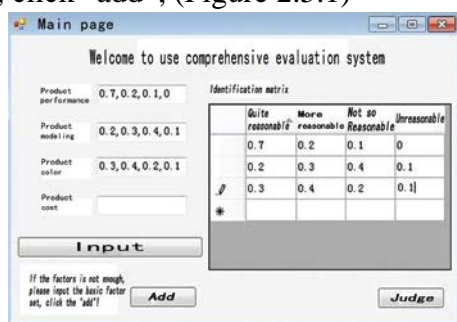 , click "add", (Figure 2.3.1)
Main page
Welcome to use comprehensive evaluation system
Product performance
0.7,0.2,0.1,0
Product modeling
0.2,0.3,0.4,0.1
Product color
0.3,0.4,0.2,0.1
Product cost
Input
If the factors is not enough,
please input the basic factor
set, click the "add"!
Add
Identification matrix
Quite reasonable
More reasonable
Not so Reasonable
Unreasonable
0.7 0.2 0.1 0
0.2 0.3 0.4 0.1
0.3 0.4 0.2 0.1
Judge